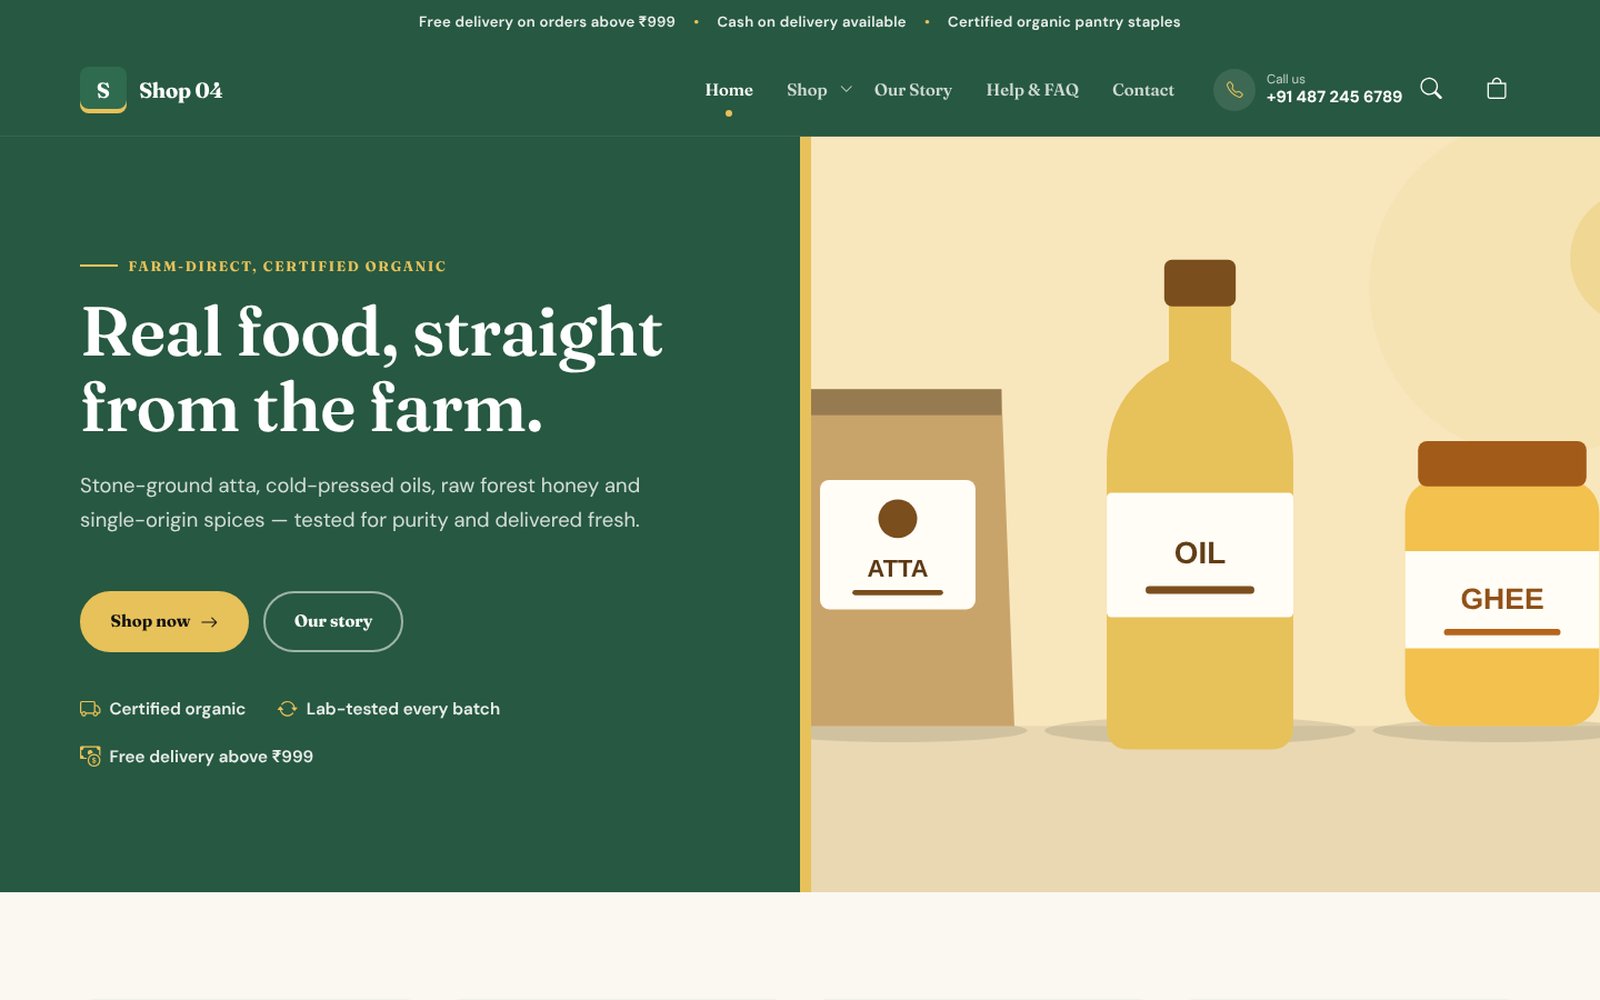 Free delivery on orders above ₹999 • Cash on delivery available • Certified organic pantry staples
S Shop 04
Home Shop Our Story Help & FAQ Contact
Call us
+91 487 245 6789
FARM-DIRECT, CERTIFIED ORGANIC
Real food, straight
from the farm.
Stone-ground atta, cold-pressed oils, raw forest honey and
single-origin spices — tested for purity and delivered fresh.
Shop now → Our story
Certified organic Lab-tested every batch
Free delivery above ₹999
ATTA
OIL
GHEE